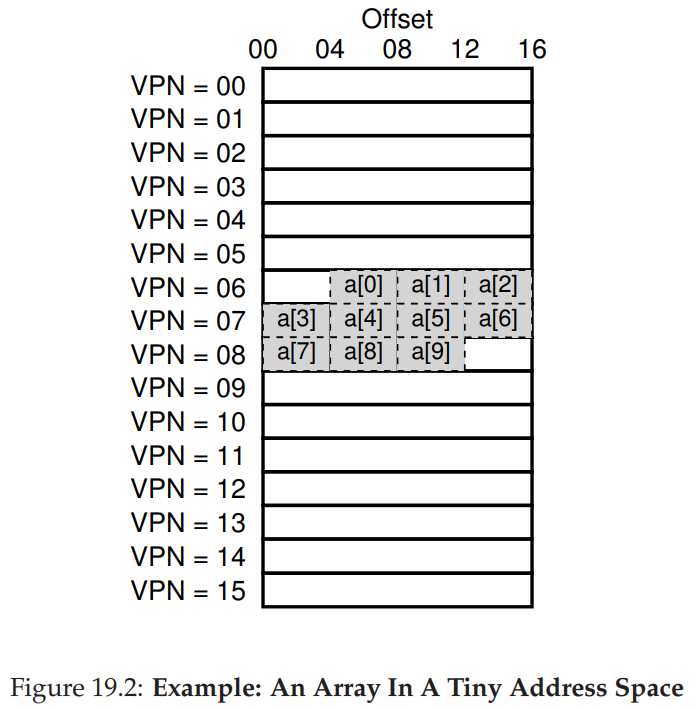 Offset
00 04 08 12 16
VPN = 00
VPN = 01
VPN = 02
VPN = 03
VPN = 04
VPN = 05
VPN = 06 a[0] a[1] a[2]
VPN = 07 a[3] a[4] a[5] a[6]
VPN = 08 a[7] a[8] a[9]
VPN = 09
VPN = 10
VPN = 11
VPN = 12
VPN = 13
VPN = 14
VPN = 15
Figure 19.2: Example: An Array In A Tiny Address Space